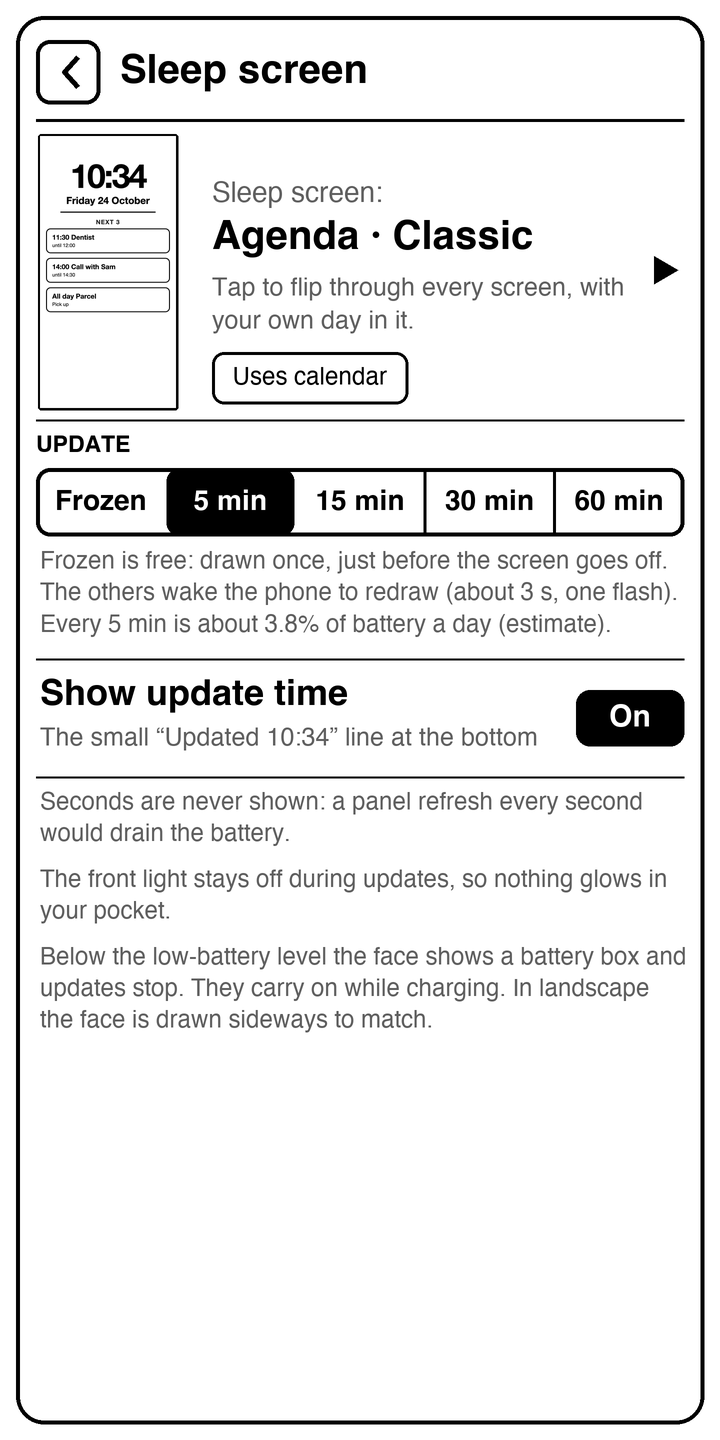 Sleep screen
10:34
Friday 24 October
NEXT 3
11:30 Dentist
until 12:00
14:00 Call with Sam
until 14:30
All day Parcel
Pick up
Sleep screen:
Agenda · Classic
Tap to flip through every screen, with
your own day in it.
Uses calendar
UPDATE
Frozen 5 min 15 min 30 min 60 min
Frozen is free: drawn once, just before the screen goes off.
The others wake the phone to redraw (about 3 s, one flash).
Every 5 min is about 3.8% of battery a day (estimate).
Show update time
The small “Updated 10:34” line at the bottom
On
Seconds are never shown: a panel refresh every second
would drain the battery.
The front light stays off during updates, so nothing glows in
your pocket.
Below the low-battery level the face shows a battery box and
updates stop. They carry on while charging. In landscape
the face is drawn sideways to match.